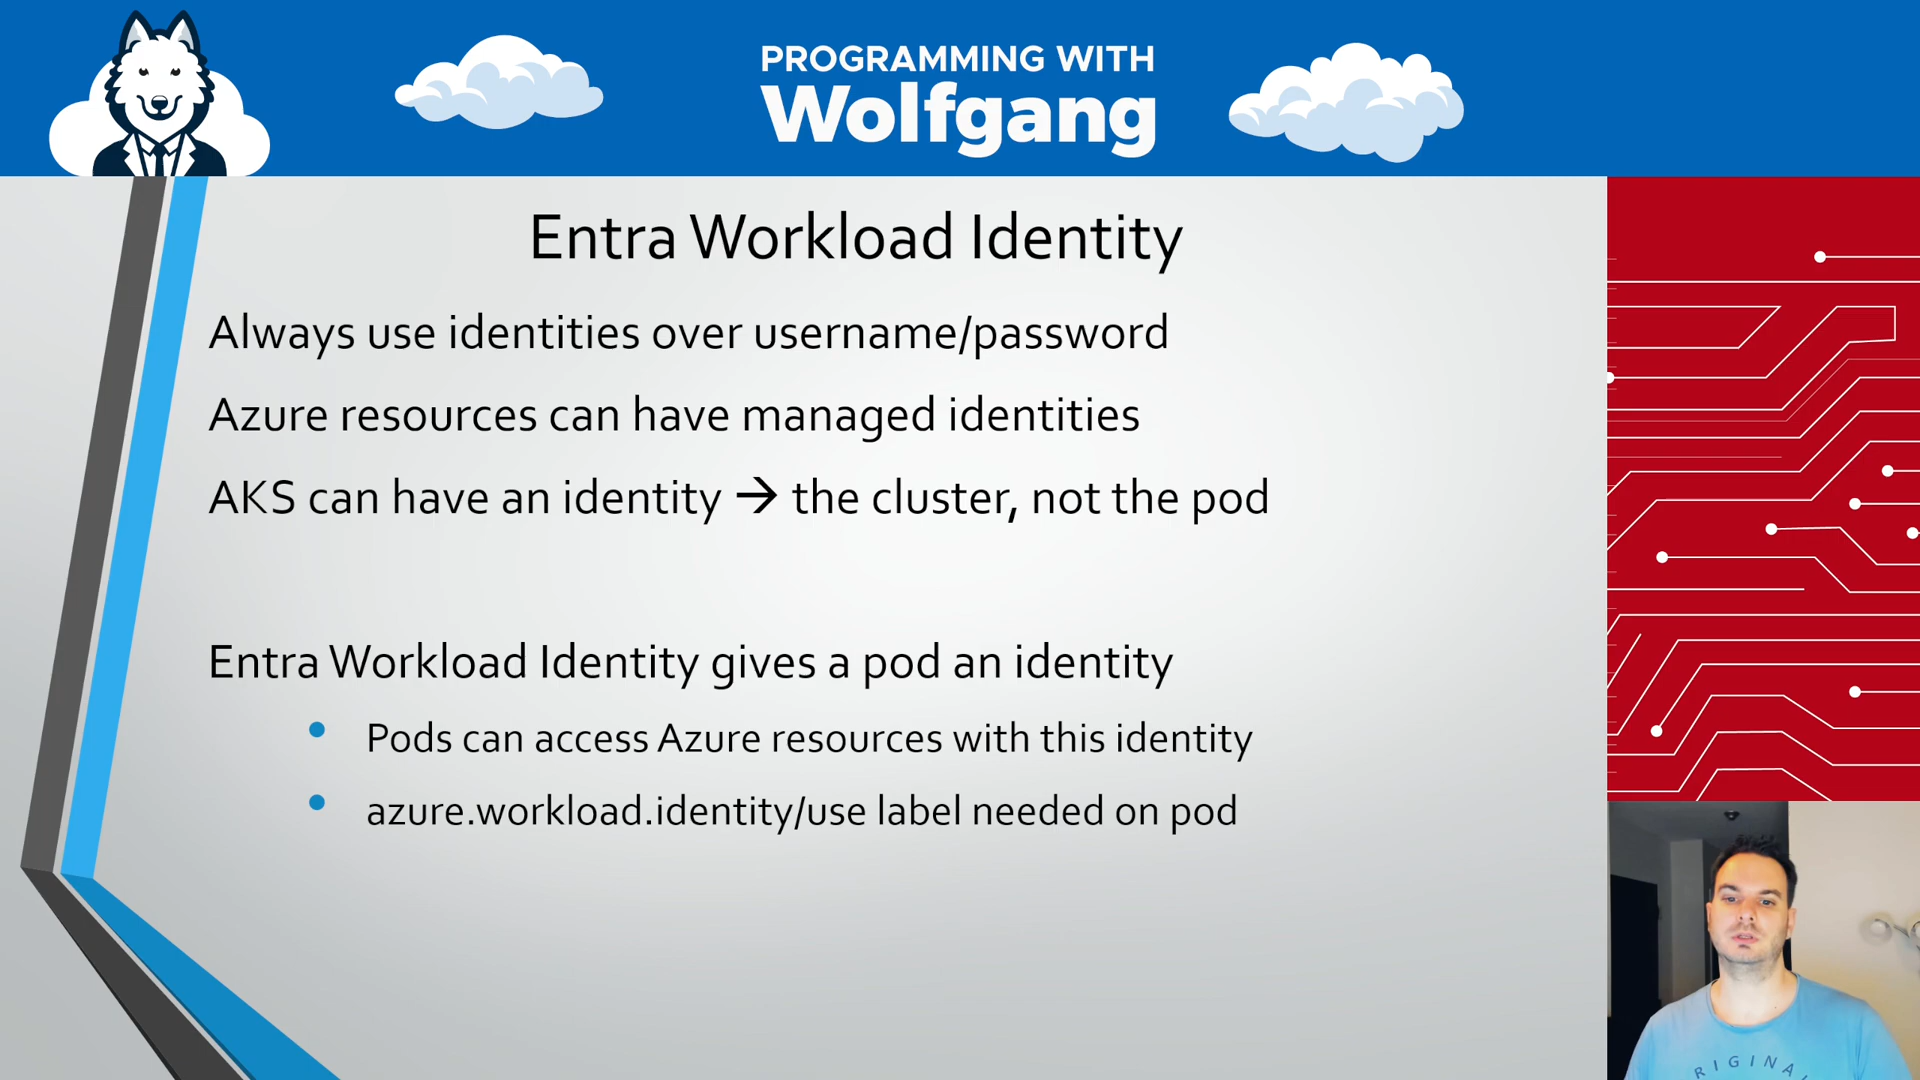 PROGRAMMING WITH
Wolfgang
Entra Workload Identity
Always use identities over username/password
Azure resources can have managed identities
AKS can have an identity → the cluster, not the pod
Entra Workload Identity gives a pod an identity
• Pods can access Azure resources with this identity
• azure.workload.identity/use label needed on pod
RIGINA